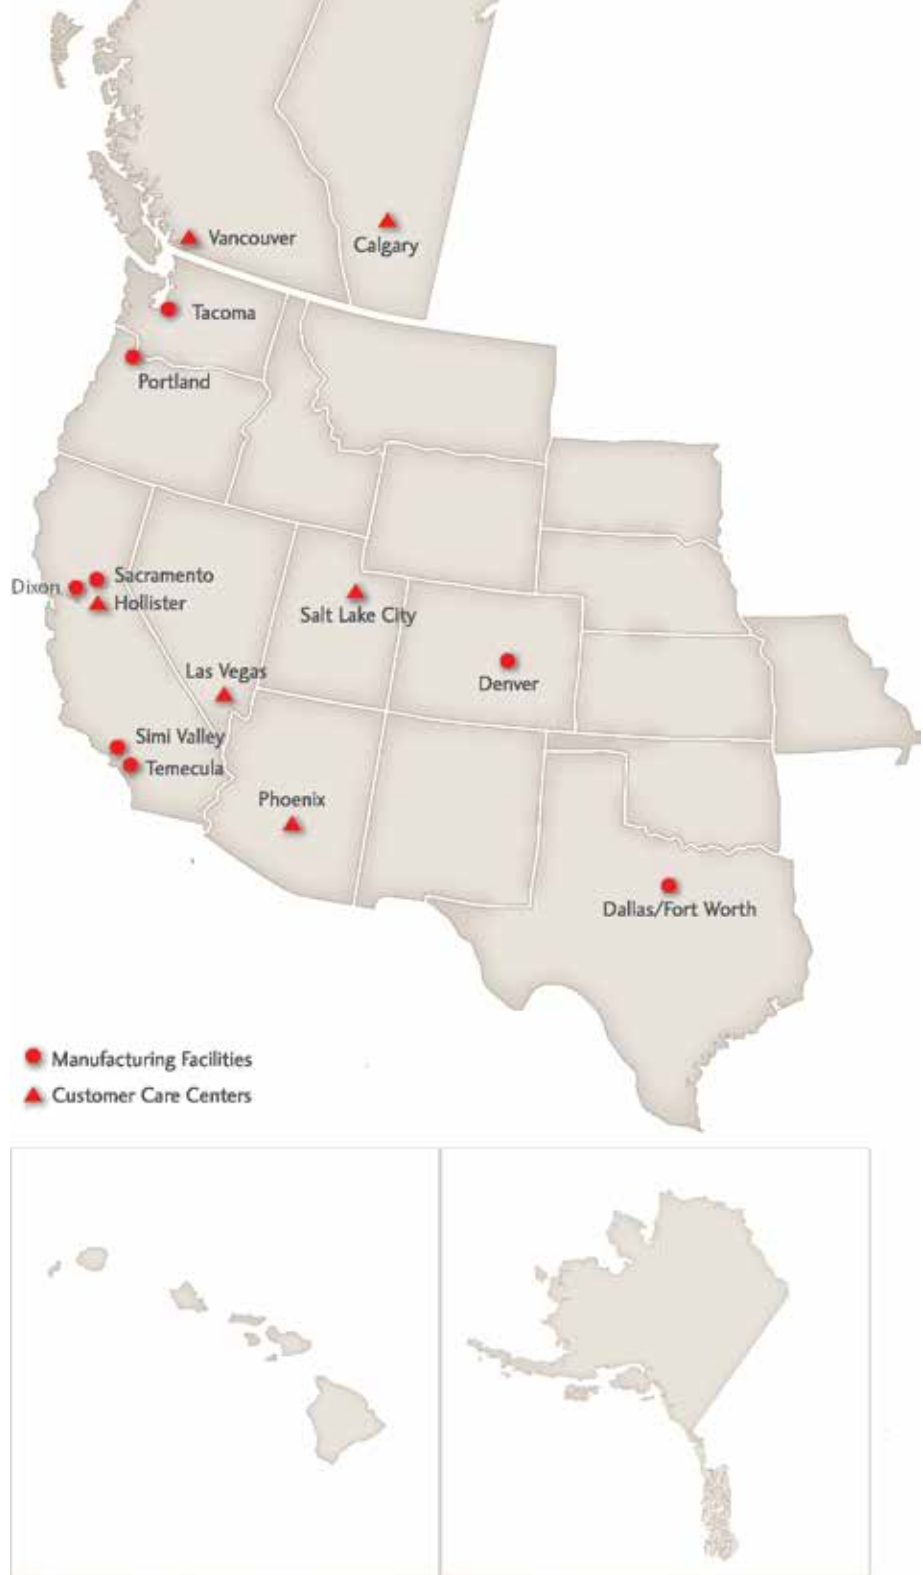 Vancouver
Calgary
Tacoma
Portland
Dixon
Sacramento
Hollister
Salt Lake City
Las Vegas
Denver
Simi Valley
Temecula
Phoenix
Dallas/Fort Worth
Manufacturing Facilities
Customer Care Centers